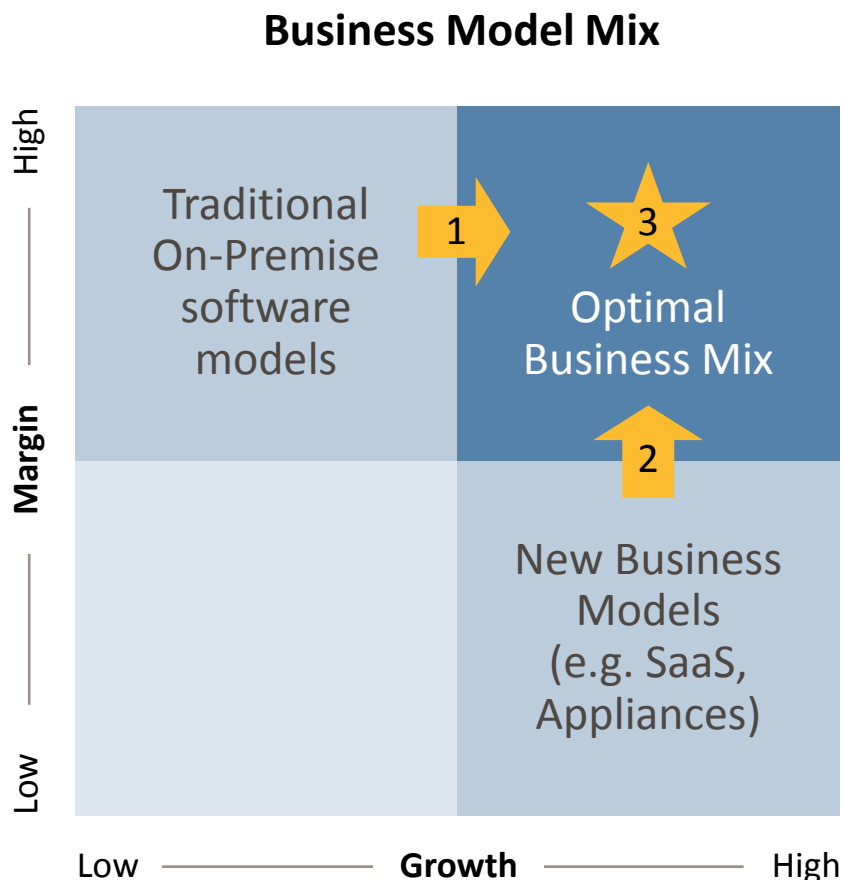 Business Model Mix
High
Margin
Low
Traditional
On-Premise
software
models
1
3
Optimal
Business Mix
2
New Business
Models
(e.g. SaaS,
Appliances)
Low
Growth
High